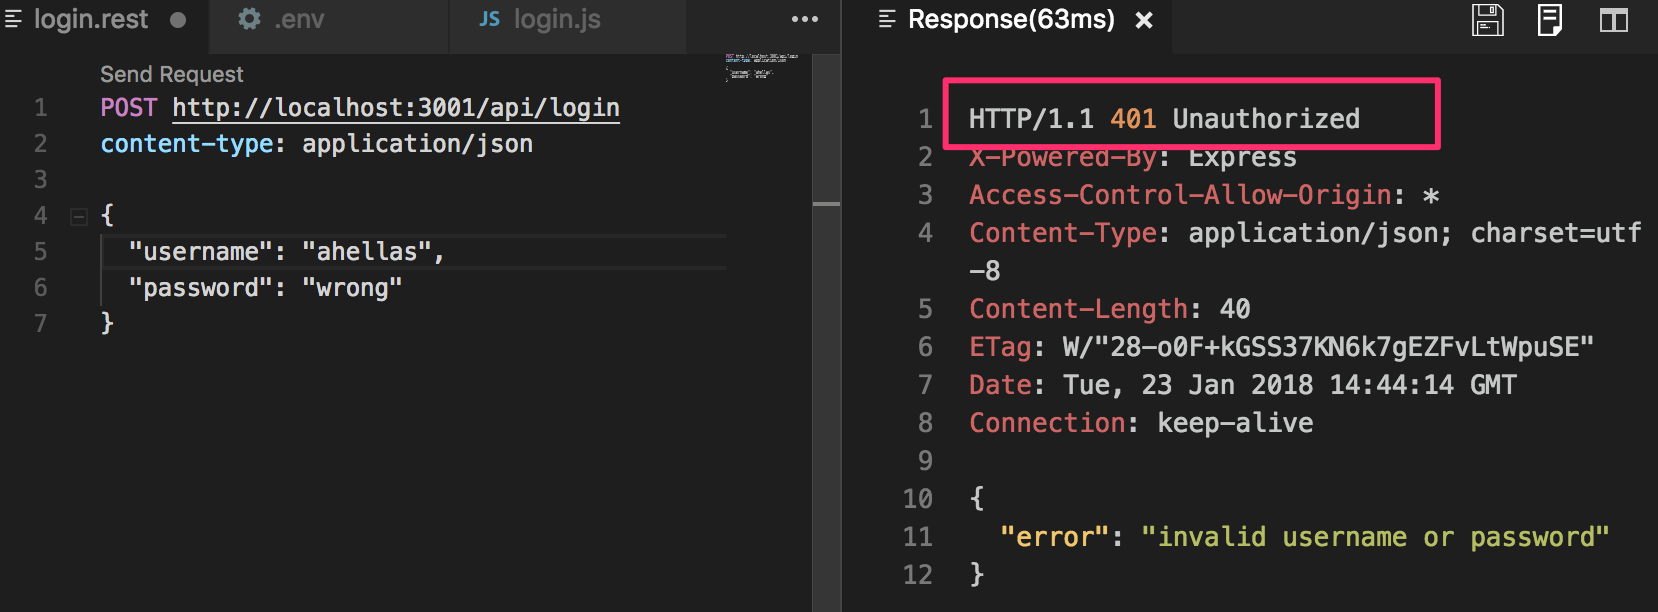 login.rest
.env
JS login.js
Send Request
1 POST http://localhost:3001/api/login
2 content-type: application/json
3
4 {
5 "username": "ahellas",
6 "password": "wrong"
7 }
Response(63ms)
1 HTTP/1.1 401 Unauthorized
2 X-Powered-By: Express
3 Access-Control-Allow-Origin: *
4 Content-Type: application/json; charset=utf
-8
5 Content-Length: 40
6 ETag: W/"28-o0F+kGSS37KN6k7gEZFvLtWpuSE"
7 Date: Tue, 23 Jan 2018 14:44:14 GMT
8 Connection: keep-alive
9
10 {
11 "error": "invalid username or password"
12 }